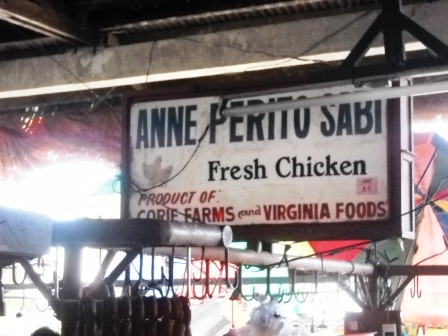 ANNE PERITO SABI
Fresh Chicken
PRODUCT OF:
CORIE FARMS and VIRGINIA FOODS